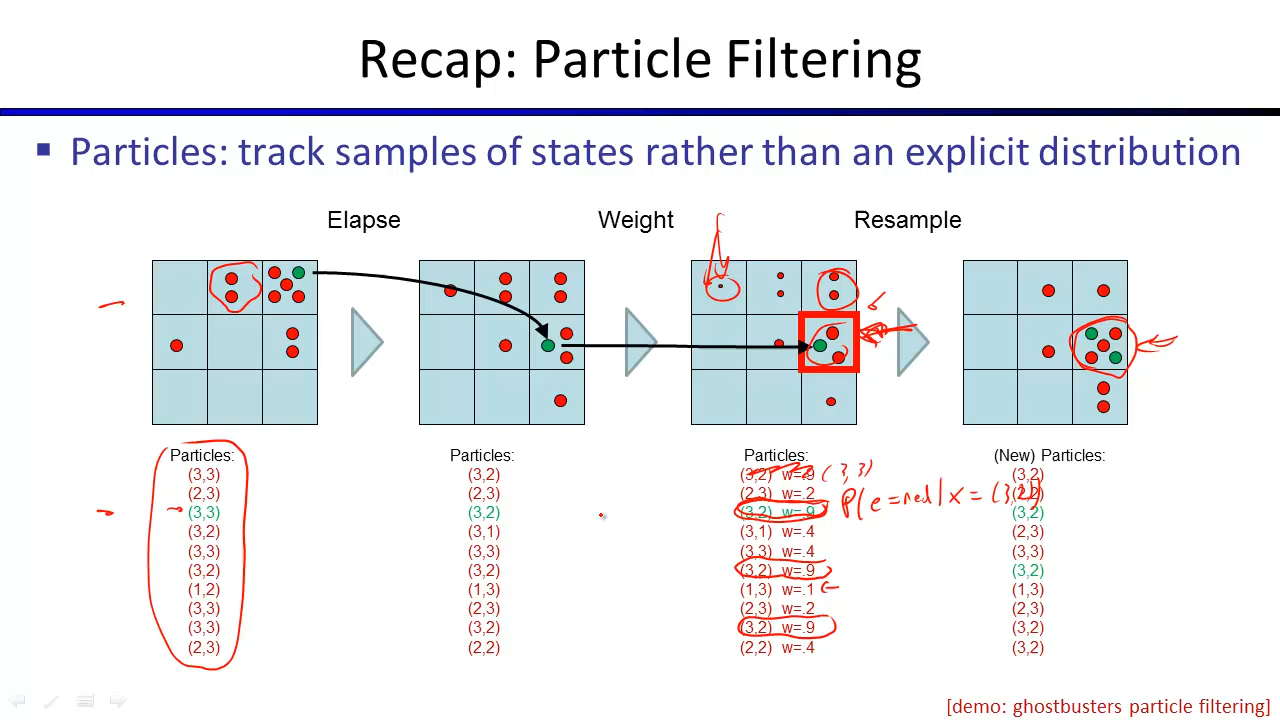 Recap: Particle Filtering
Particles: track samples of states rather than an explicit distribution
Elapse
Weight
Resample
Particles:
(3,3)
(2,3)
(3,3)
(3,2)
(3,3)
(3,2)
(1,2)
(3,3)
(3,3)
(2,3)
Particles:
(3,2)
(2,3)
(3,2)
(3,1)
(3,3)
(3,2)
(1,3)
(2,3)
(3,2)
(2,2)
Particles:
(3,2) w=.9 (3,3)
(2,3) w=.2
(3,2) w=.9 P(e=red | X = (3,2))
(3,1) w=.4
(3,3) w=.4
(3,2) w=.9
(1,3) w=.1
(2,3) w=.2
(3,2) w=.9
(2,2) w=.4
(New) Particles:
(3,2)
(2,2)
(3,2)
(2,3)
(3,3)
(3,2)
(1,3)
(2,3)
(3,2)
(3,2)
[demo: ghostbusters particle filtering]